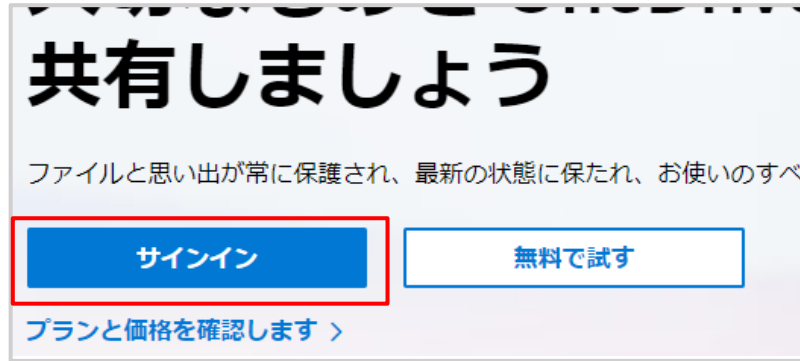 共有しましょう
ファイルと思い出が常に保護され、最新の状態に保たれ、お使いのすべ
サインイン
無料で試す
プランと価格を確認します >